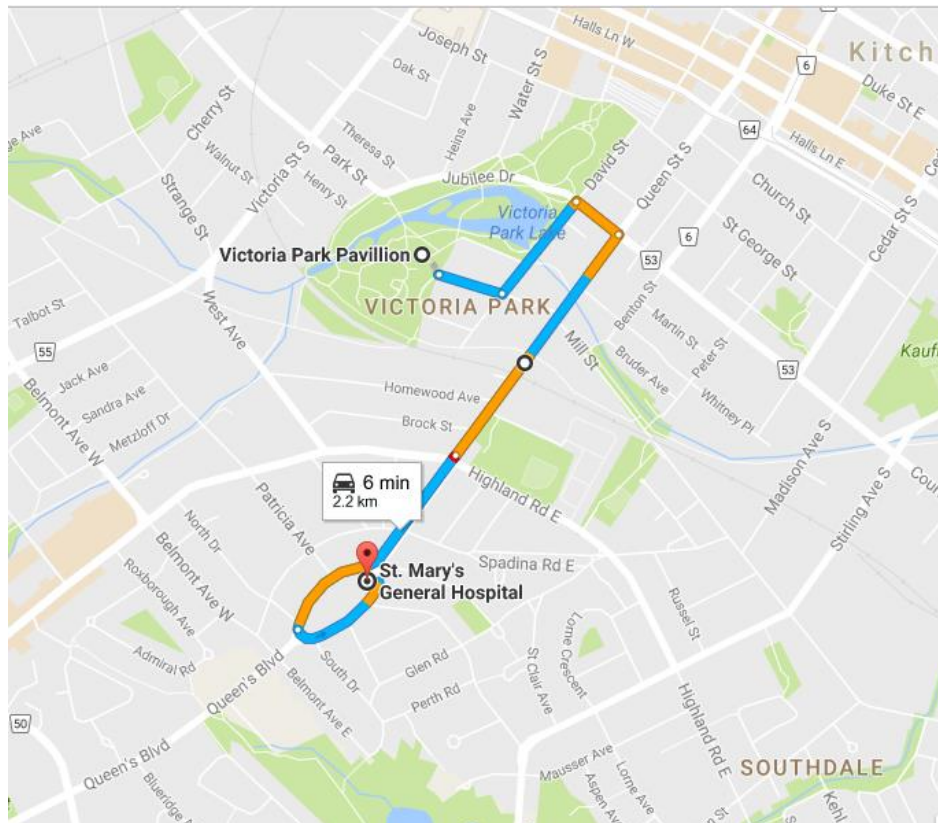 Joseph St
Halls Ln W
Kitch
6
Oak St
Water St S
Duke St E
Cherry St
Heins Ave
64
ge Ave
Walnut St
Theresa St
Halls Ln E
Victoria St S
Park St
David St
Queen St S
Ced
Strange St
Henry St
Jubilee Dr
Church St
Victoria
Park Lake
St George St
Cedar St S
6
Victoria Park Pavillion
53
Talbot St
West Ave
VICTORIA PARK
Benton St
Martin St
Mill St
Peter St
55
Bruder Ave
Kauf
Jack Ave
53
Homewood Ave
Sandra Ave
Whitney Pl
Belmont Ave W
Metzloff Dr
Brock St
Madison Ave S
6 min
2.2 km
Highland Rd E
Cour
Stirling Ave S
Patricia Ave
North Dr
Belmont Ave W
Spadina Rd E
St. Mary's
General Hospital
Roxborough Ave
Russel St
Lorne Crescent
Admiral Rd
South Dr
Glen Rd
St Clair Ave
Queen's Blvd
Belmont Ave E
Perth Rd
Highland Rd E
50
Queen's Blvd
Mausser Ave
SOUTHDALE
Blueridge Ave
Aspen Ave
Lorne Ave
Kehl